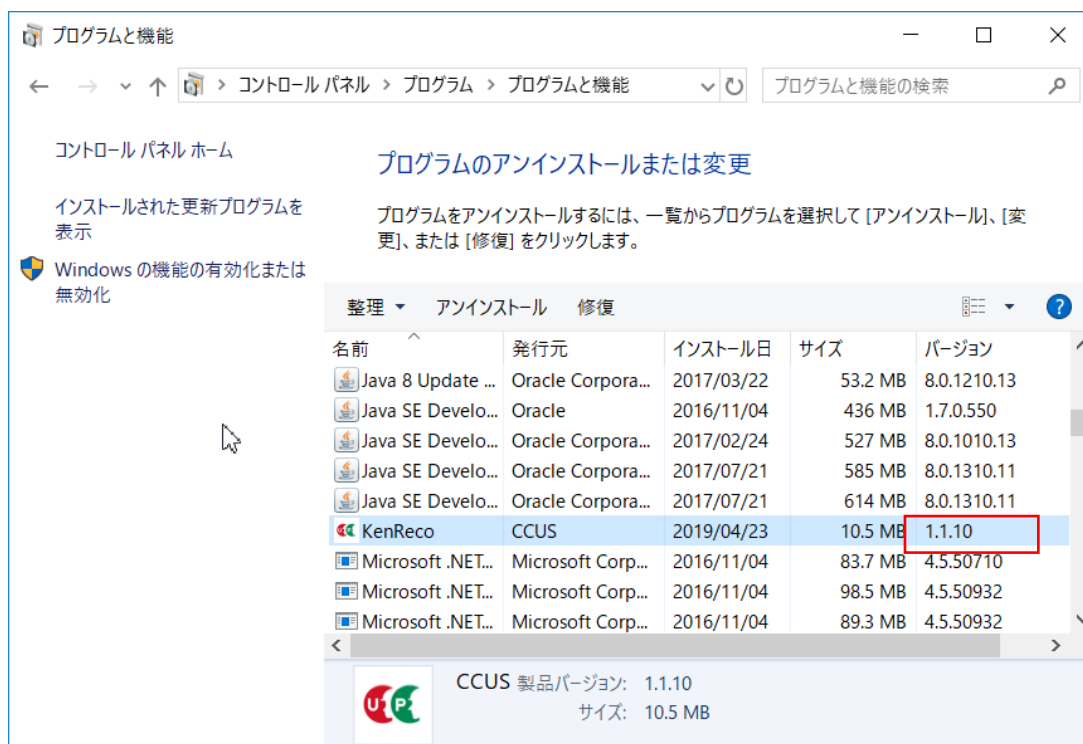 プログラムと機能
コントロール パネル > プログラム > プログラムと機能
プログラムと機能の検索
コントロール パネル ホーム
インストールされた更新プログラムを
表示
Windows の機能の有効化または
無効化
プログラムのアンインストールまたは変更
プログラムをアンインストールするには、一覧からプログラムを選択して [アンインストール]、[変
更]、または [修復] をクリックします。
整理 アンインストール 修復
名前 発行元 インストール日 サイズ バージョン
Java 8 Update ... Oracle Corpora... 2017/03/22 53.2 MB 8.0.1210.13
Java SE Develo... Oracle 2016/11/04 436 MB 1.7.0.550
Java SE Develo... Oracle Corpora... 2017/02/24 527 MB 8.0.1010.13
Java SE Develo... Oracle Corpora... 2017/07/21 585 MB 8.0.1310.11
Java SE Develo... Oracle Corpora... 2017/07/21 614 MB 8.0.1310.11
KenReco CCUS 2019/04/23 10.5 MB 1.1.10
Microsoft .NET... Microsoft Corp... 2016/11/04 83.7 MB 4.5.50710
Microsoft .NET... Microsoft Corp... 2016/11/04 98.5 MB 4.5.50932
Microsoft .NET... Microsoft Corp... 2016/11/04 89.3 MB 4.5.50932
CCUS 製品バージョン: 1.1.10
サイズ: 10.5 MB
UP